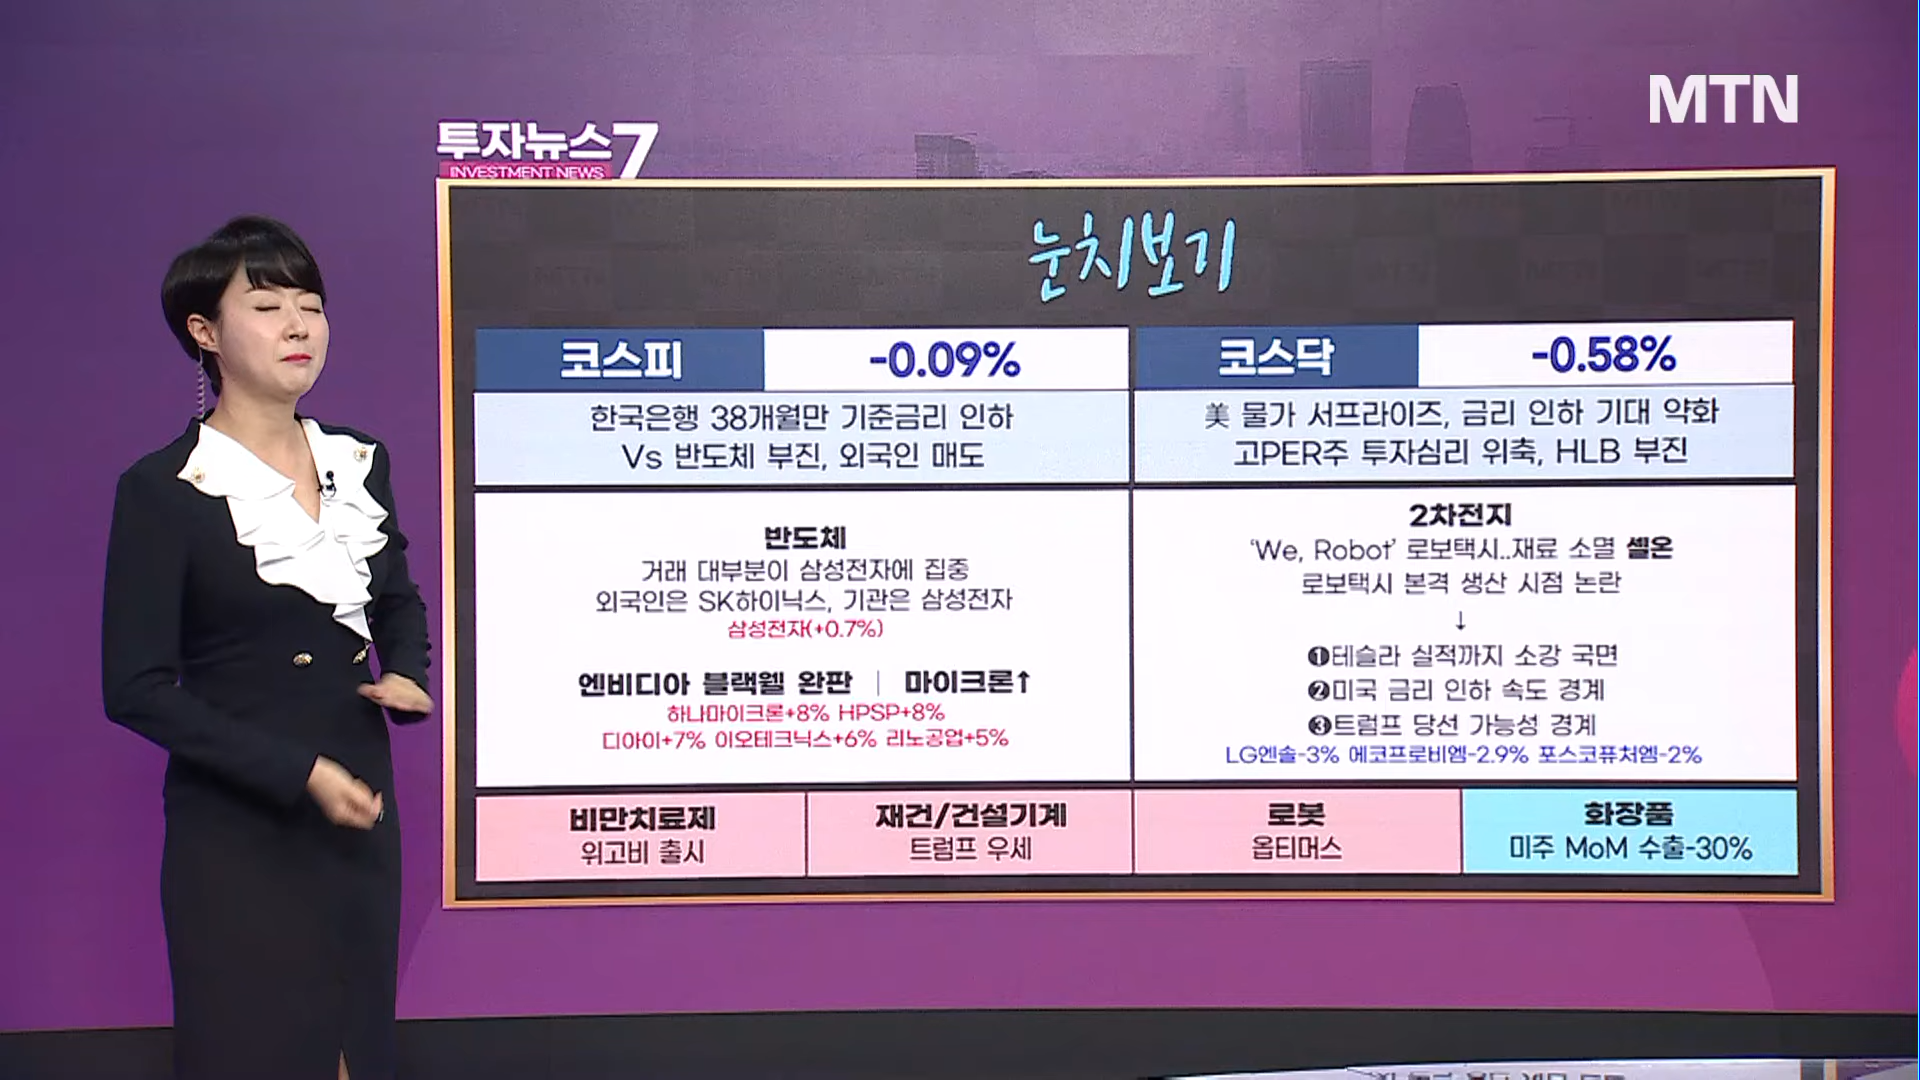 MTN
투자뉴스7
INVESTMENT NEWS
눈치보기
코스피 -0.09%
한국은행 38개월만 기준금리 인하
Vs 반도체 부진, 외국인 매도
코스닥 -0.58%
美 물가 서프라이즈, 금리 인하 기대 약화
고PER주 투자심리 위축, HLB 부진
반도체
거래 대부분이 삼성전자에 집중
외국인은 SK하이닉스, 기관은 삼성전자
삼성전자(+0.7%)
엔비디아 블랙웰 완판 | 마이크론↑
하나마이크론+8% HPSP+8%
디아이+7% 이오테크닉스+6% 리노공업+5%
2차전지
‘We, Robot’ 로보택시..재료 소멸 셀온
로보택시 본격 생산 시점 논란
↓
❶테슬라 실적까지 소강 국면
❷미국 금리 인하 속도 경계
❸트럼프 당선 가능성 경계
LG엔솔-3% 에코프로비엠-2.9% 포스코퓨처엠-2%
비만치료제
위고비 출시
재건/건설기계
트럼프 우세
로봇
옵티머스
화장품
미주 MoM 수출-30%